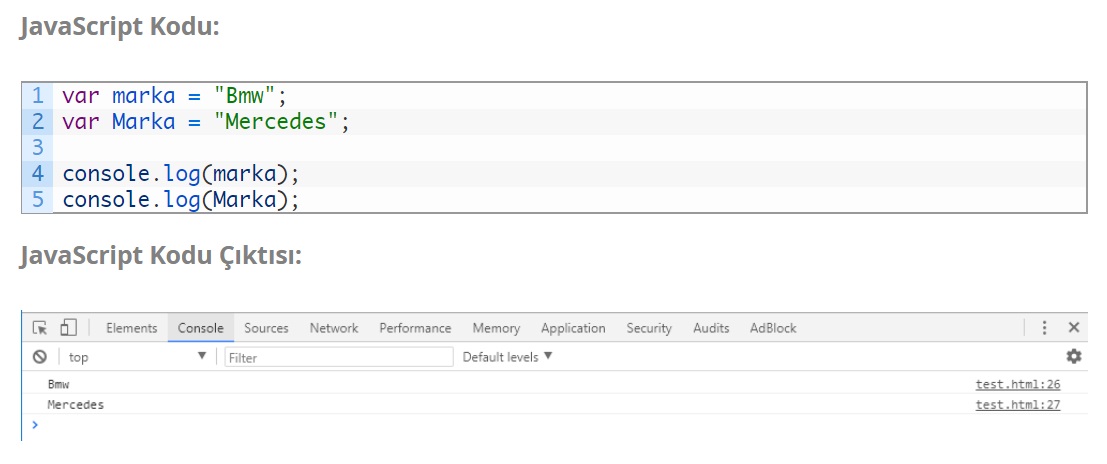 JavaScript Kodu:
1 var marka = "Bmw";
2 var Marka = "Mercedes";
3
4 console.log(marka);
5 console.log(Marka);
JavaScript Kodu Çıktısı:
Elements Console Sources Network Performance Memory Application Security Audits AdBlock
top Filter Default levels
Bmw test.html:26
Mercedes test.html:27